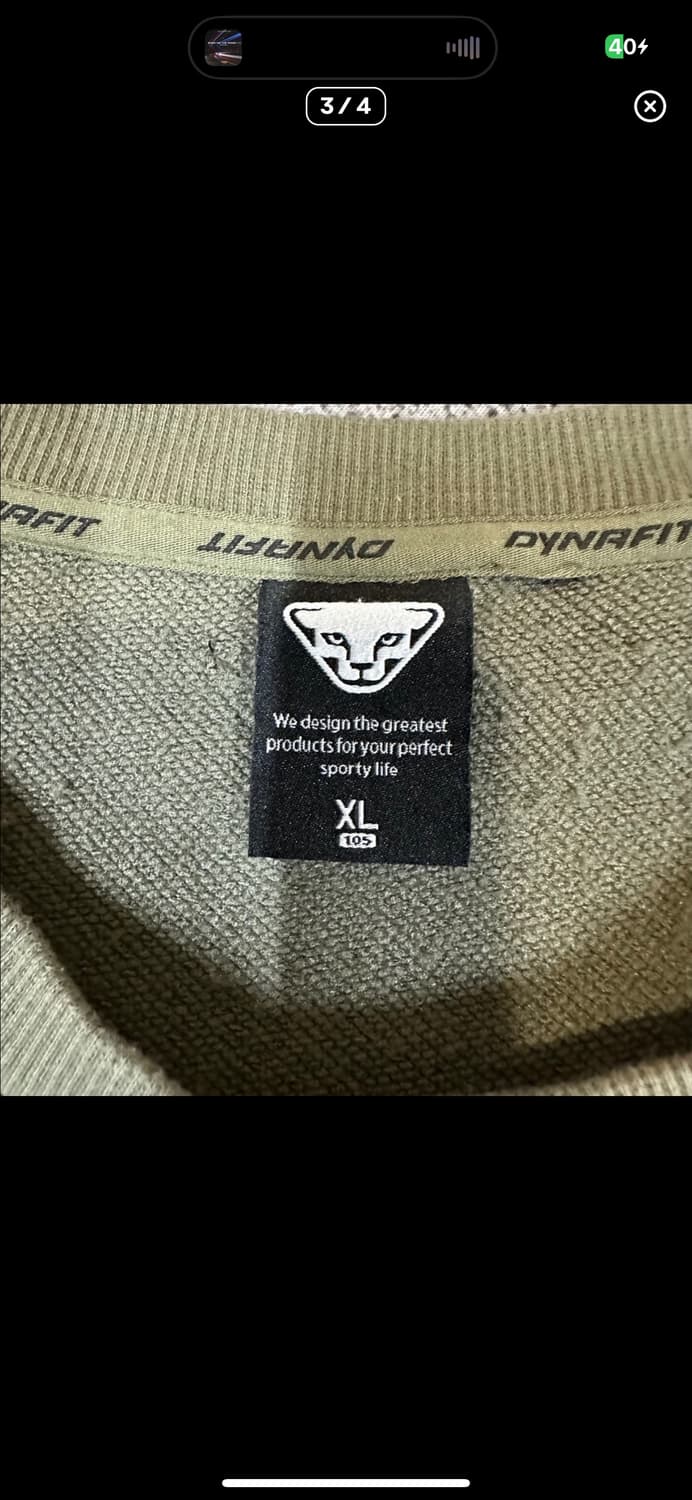 40
3/4
AFIT
DYNAFIT
DYNAFIT
We design the greatest
products for your perfect
sporty life
XL
105